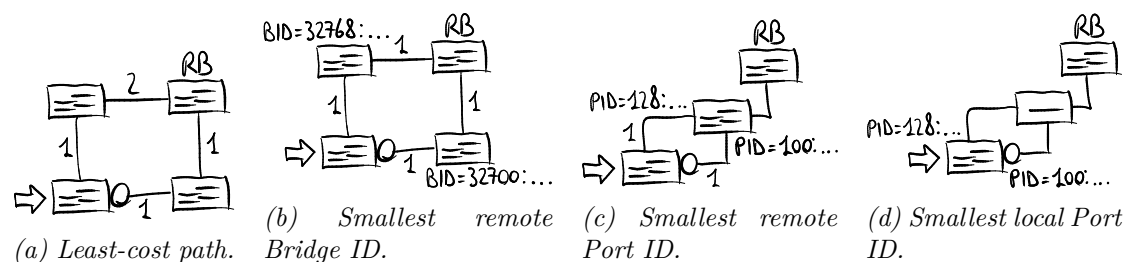 RB
2
1
1
1
(a) Least-cost path.
BID=32768:...
RB
1
1
1
1
BID=32700:...
(b) Smallest remote
Bridge ID.
RB
PID=128:...
1
PID=100:...
1
(c) Smallest remote
Port ID.
RB
PID=128:...
PID=100:...
(d) Smallest local Port
ID.